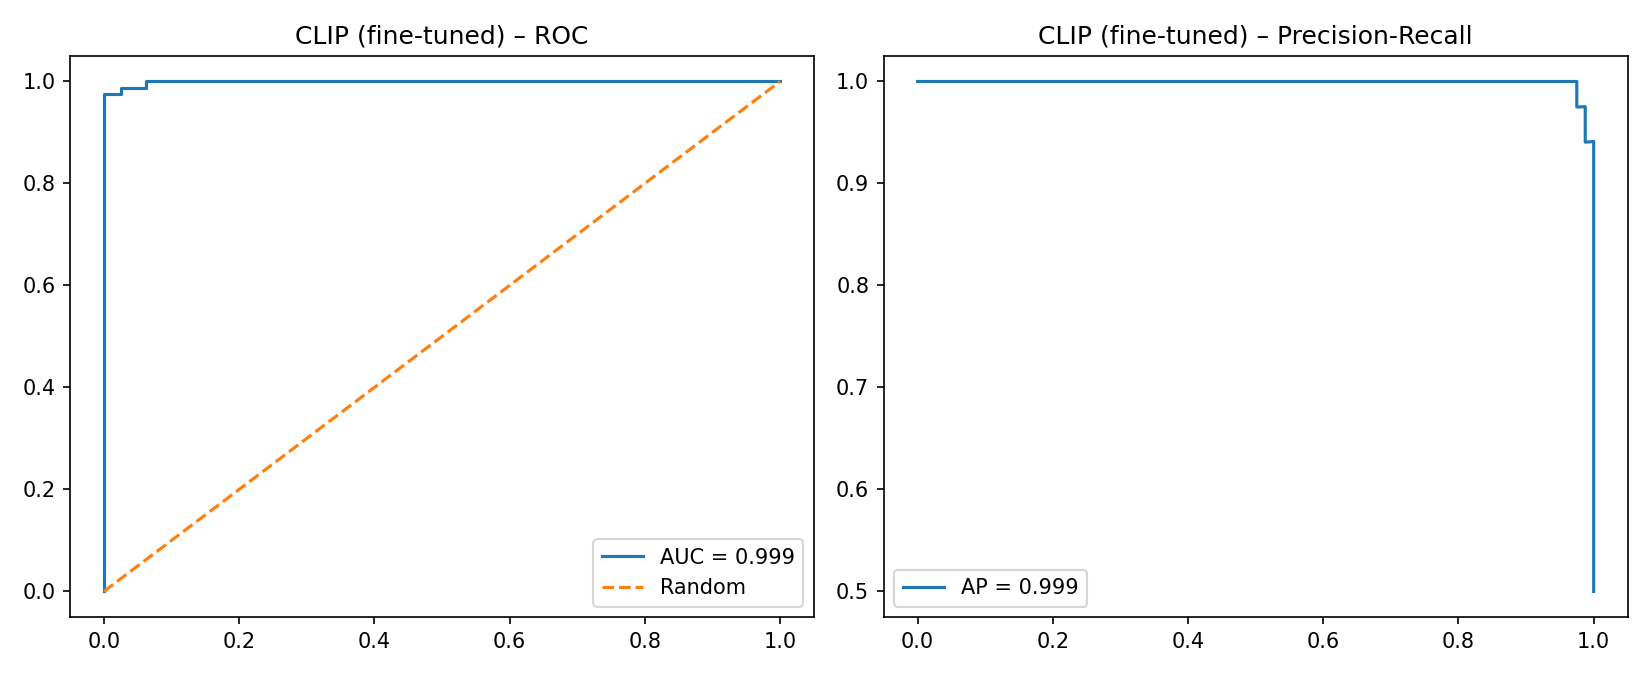 CLIP (fine-tuned) – ROC
1.0
0.8
0.6
0.4
0.2
0.0
0.0 0.2 0.4 0.6 0.8 1.0
AUC = 0.999
Random
CLIP (fine-tuned) – Precision-Recall
1.0
0.9
0.8
0.7
0.6
0.5
0.0 0.2 0.4 0.6 0.8 1.0
AP = 0.999